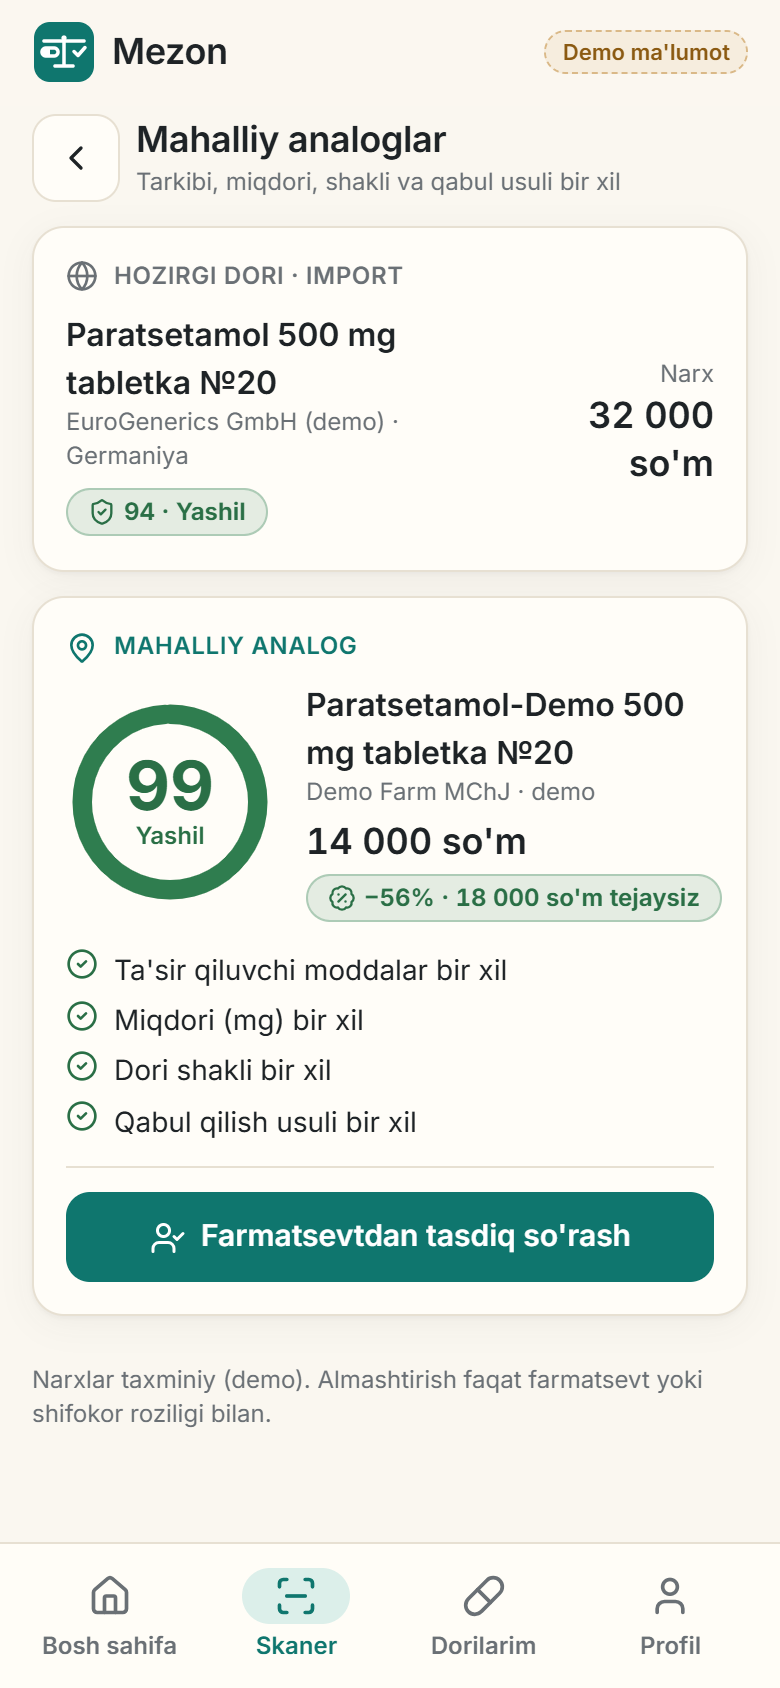 Mezon
Demo ma'lumot
Mahalliy analoglar
Tarkibi, miqdori, shakli va qabul usuli bir xil
HOZIRGI DORI · IMPORT
Paratsetamol 500 mg
tabletka №20
EuroGenerics GmbH (demo) ·
Germaniya
94 · Yashil
Narx
32 000
so'm
MAHALLIY ANALOG
99
Yashil
Paratsetamol-Demo 500
mg tabletka №20
Demo Farm MChJ · demo
14 000 so'm
−56% · 18 000 so'm tejaysiz
Ta'sir qiluvchi moddalar bir xil
Miqdori (mg) bir xil
Dori shakli bir xil
Qabul qilish usuli bir xil
Farmatsevtdan tasdiq so'rash
Narxlar taxminiy (demo). Almashtirish faqat farmatsevt yoki
shifokor roziligi bilan.
Bosh sahifa
Skaner
Dorilarim
Profil